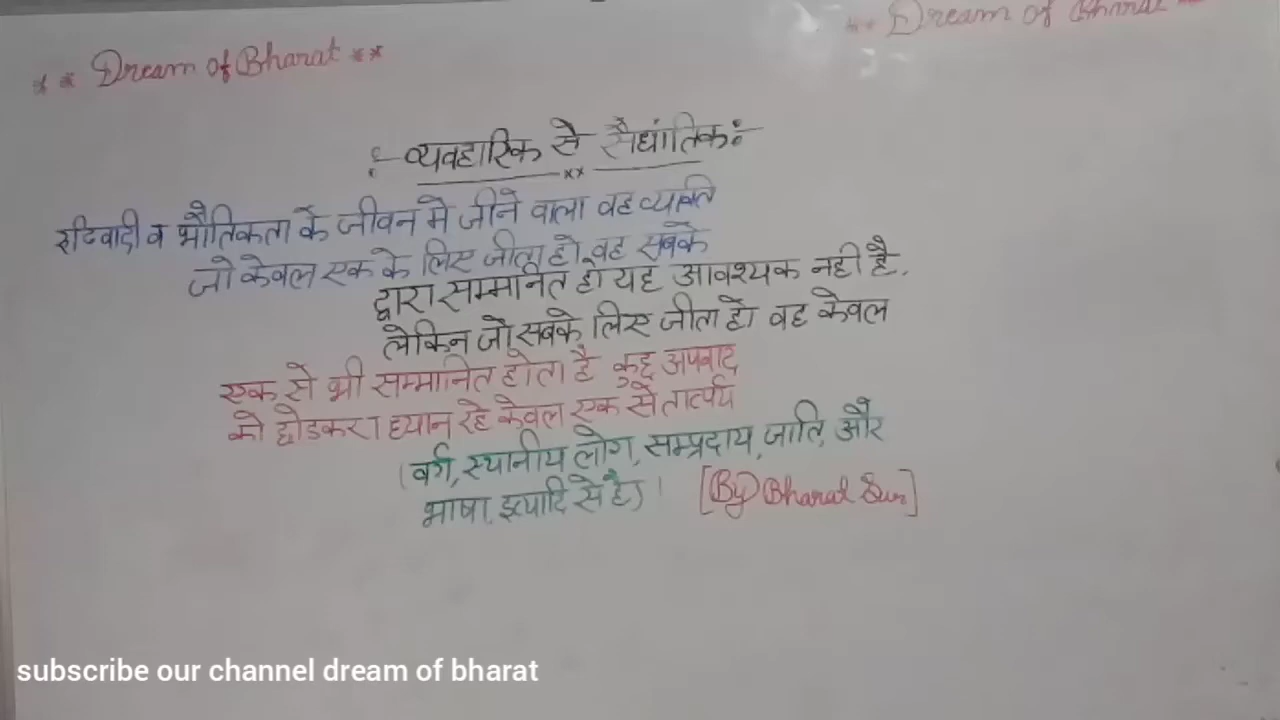 ** Dream of Bharat **
** Dream of Bharat **
:- व्यवहारिक से सैधांतिक :-
**
रुढिवादी व भौतिकता के जीवन मे जीने वाला वह व्यक्ति
जो केवल एक के लिए जीता हो, वह सबके
द्वारा सम्मानित हो यह आवश्यक नही है.
लेकिन जो सबके लिए जीता हो वह केवल
एक से भी सम्मानित होता है कुछ अपवाद
को छोडकर। ध्यान रहे केवल एक से तात्पर्य
(वर्ग, स्थानीय लोग, सम्प्रदाय, जाति, और
भाषा, इत्यादि से है)। [By Bharat
subscribe our channel dream of bharat